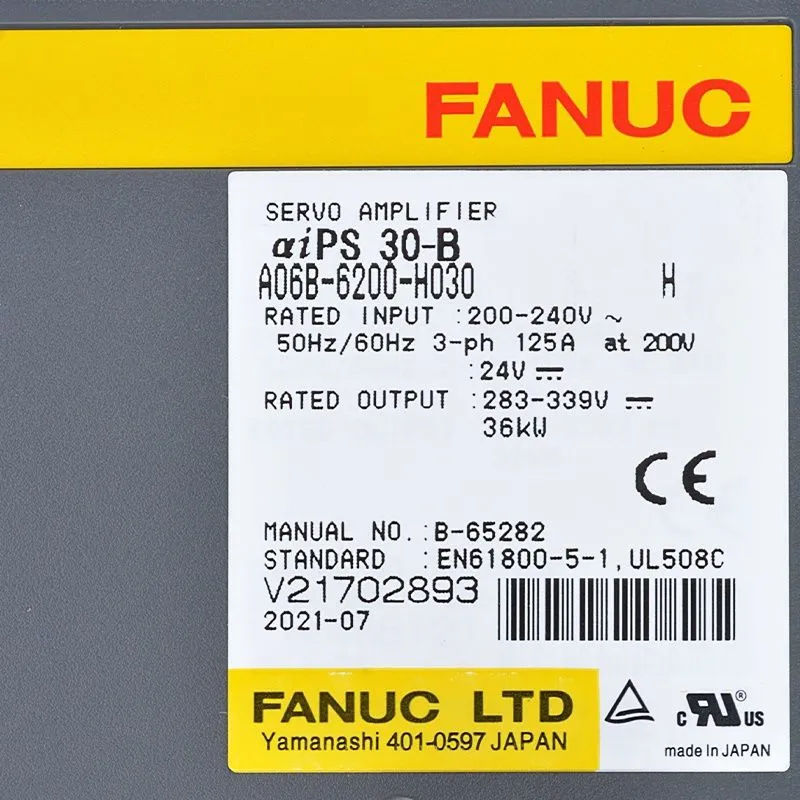 FANUC
SERVO AMPLIFIER
αiPS 30-B
A06B-6200-H030 H
RATED INPUT :200-240V ~
50Hz/60Hz 3-ph 125A at 200V
:24V ⎓
RATED OUTPUT :283-339V ⎓
36kW
CE
MANUAL NO.:B-65282
STANDARD :EN61800-5-1,UL508C
V21702893
2021-07
FANUC LTD
Yamanashi 401-0597 JAPAN
c RU ® US
made In JAPAN